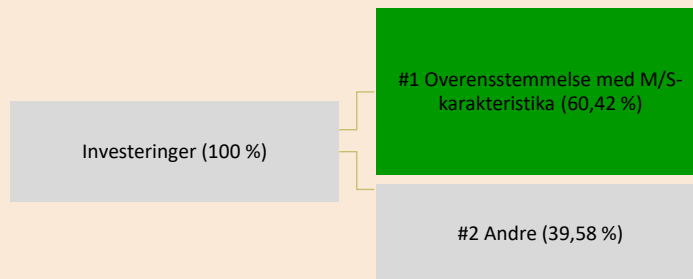 Investeringer (100 %)
#1 Overensstemmelse med M/S-
karakteristika (60,42 %)
#2 Andre (39,58 %)